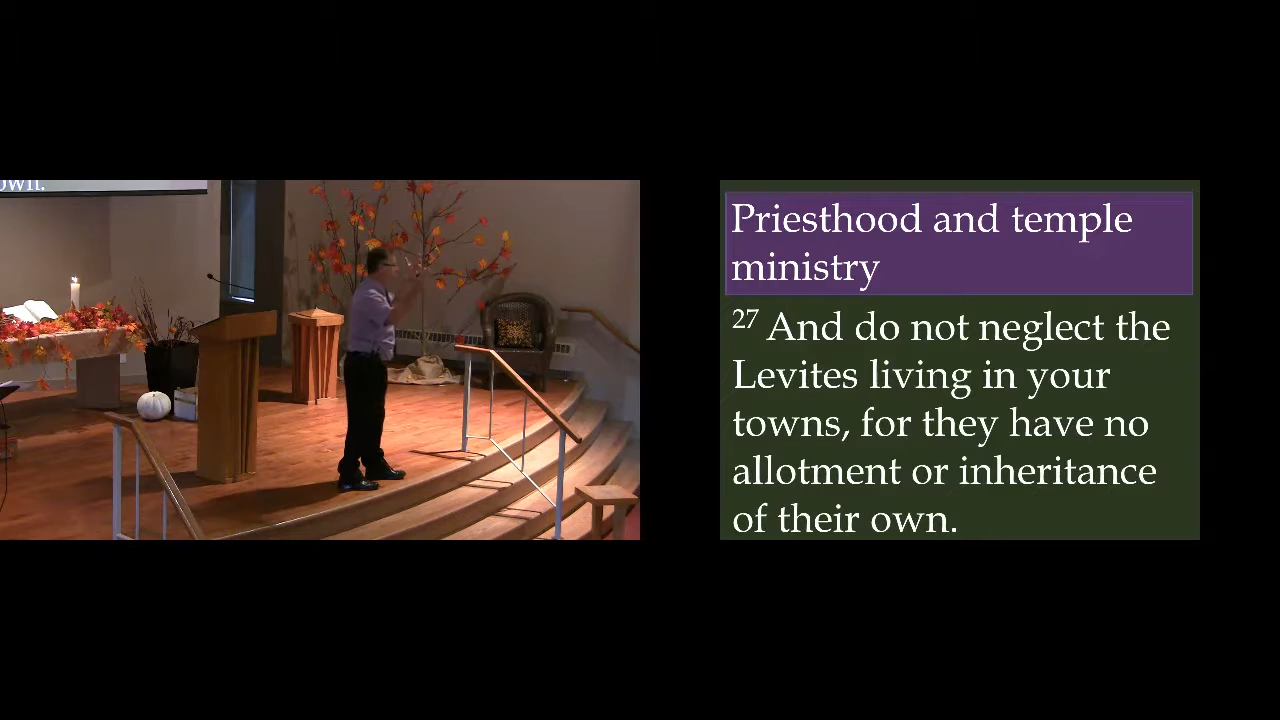 own.
Priesthood and temple
ministry
27 And do not neglect the
Levites living in your
towns, for they have no
allotment or inheritance
of their own.